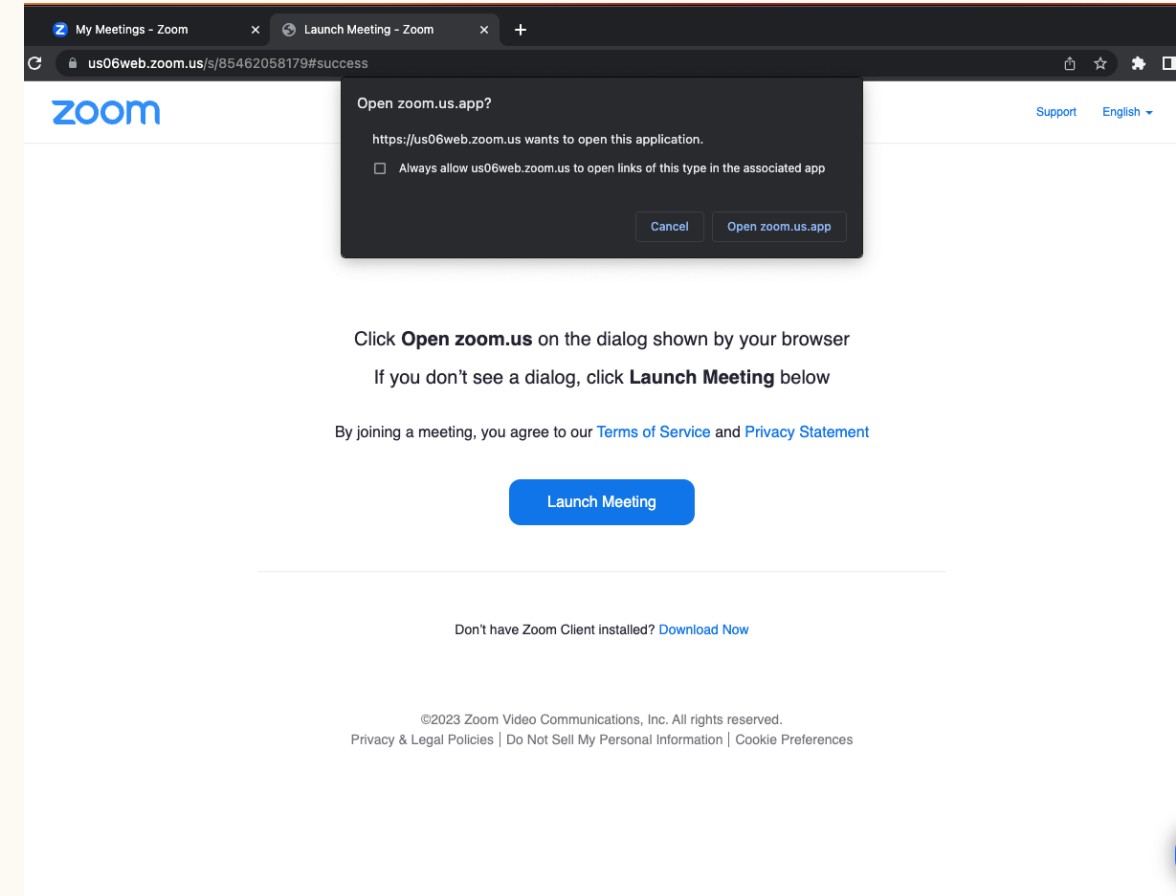 My Meetings - Zoom
Launch Meeting - Zoom
us06web.zoom.us/s/85462058179#success
zoom
Support English
Open zoom.us.app?
https://us06web.zoom.us wants to open this application.
Always allow us06web.zoom.us to open links of this type in the associated app
Cancel Open zoom.us.app
Click Open zoom.us on the dialog shown by your browser
If you don’t see a dialog, click Launch Meeting below
By joining a meeting, you agree to our Terms of Service and Privacy Statement
Launch Meeting
Don’t have Zoom Client installed? Download Now
©2023 Zoom Video Communications, Inc. All rights reserved.
Privacy & Legal Policies | Do Not Sell My Personal Information | Cookie Preferences